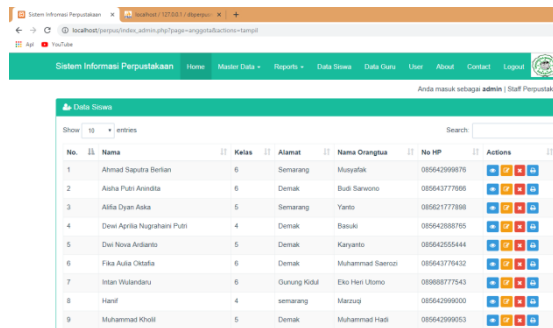 Sistem Informasi Perpustakaan
localhost / 127.0.0.1 / dbperpus
localhost/perpus/index_admin.php?page=anggota&actions=tampil
Apl YouTube
Sistem Informasi Perpustakaan Home Master Data Reports Data Siswa Data Guru User About Contact Logout
Anda masuk sebagai admin | Staff Perpustak
Data Siswa
Show 10 entries Search:
No. Nama Kelas Alamat Nama Orangtua No HP Actions
1 Ahmad Saputra Berlian 6 Semarang Musyafak 085642999876
2 Aisha Putri Anindita 6 Demak Budi Sarwono 085643777666
3 Alifia Dyan Aska 5 Semarang Yanto 085621777898
4 Dewi Aprilia Nugrahaini Putri 4 Demak Basuki 085642888765
5 Dwi Nova Ardianto 5 Demak Karyanto 085642555444
6 Fika Aulia Oktafia 6 Demak Muhammad Saerozi 085643776432
7 Intan Wulandaru 6 Gunung Kidul Eko Heri Utomo 089688777543
8 Hanif 4 semarang Marzuqi 085642999000
9 Muhammad Kholil 5 Demak Muhammad Hadi 085642999053